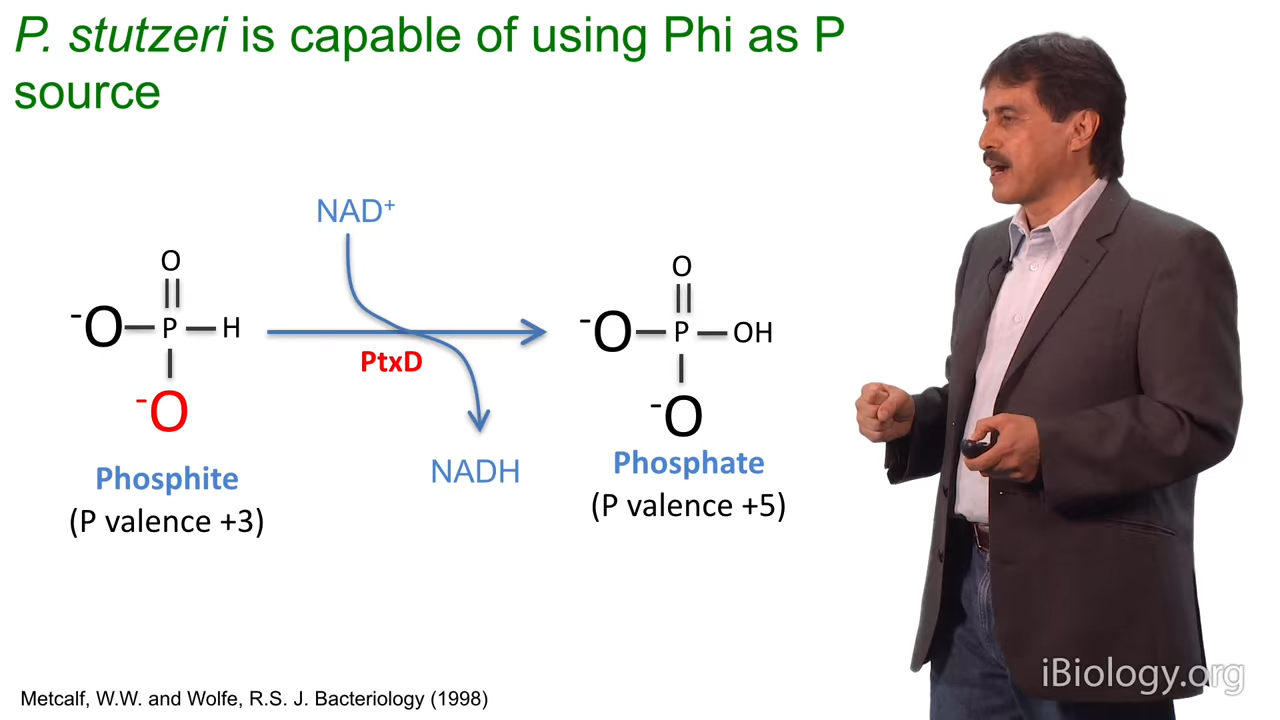 P. stutzeri is capable of using Phi as P
source
NAD+
O
-O P H
-O
Phosphite
(P valence +3)
PtxD
NADH
O
-O P OH
-O
Phosphate
(P valence +5)
Metcalf, W.W. and Wolfe, R.S. J. Bacteriology (1998)
iBiology.org